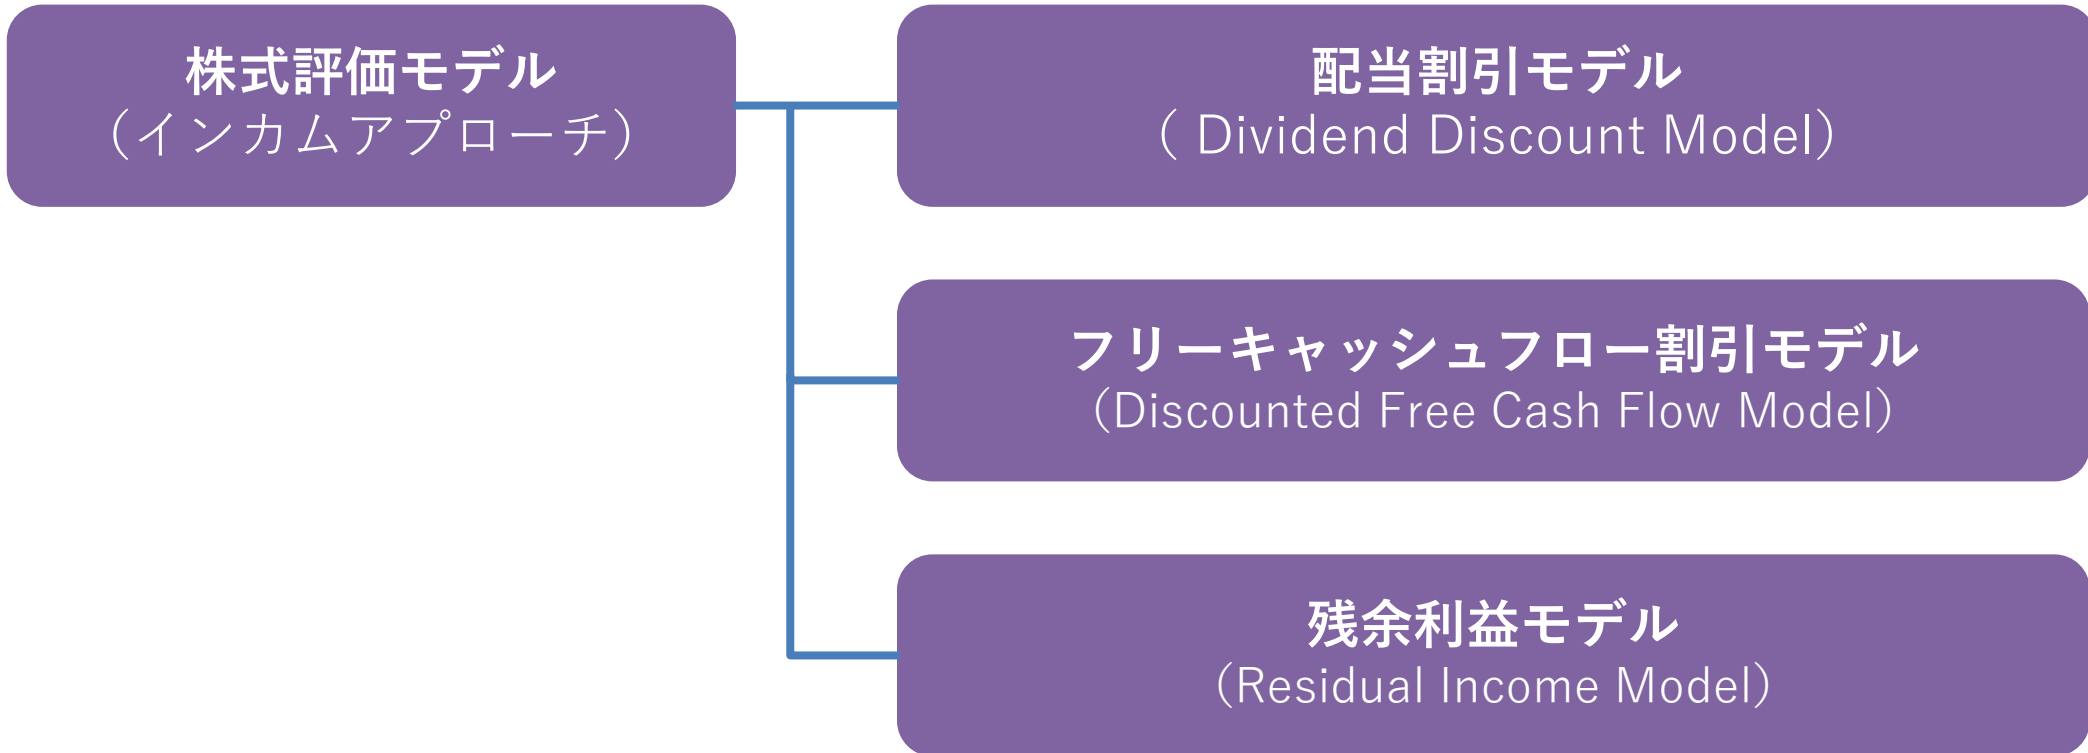 株式評価モデル
（インカムアプローチ）
配当割引モデル
（ Dividend Discount Model）
フリーキャッシュフロー割引モデル
（Discounted Free Cash Flow Model）
残余利益モデル
（Residual Income Model）